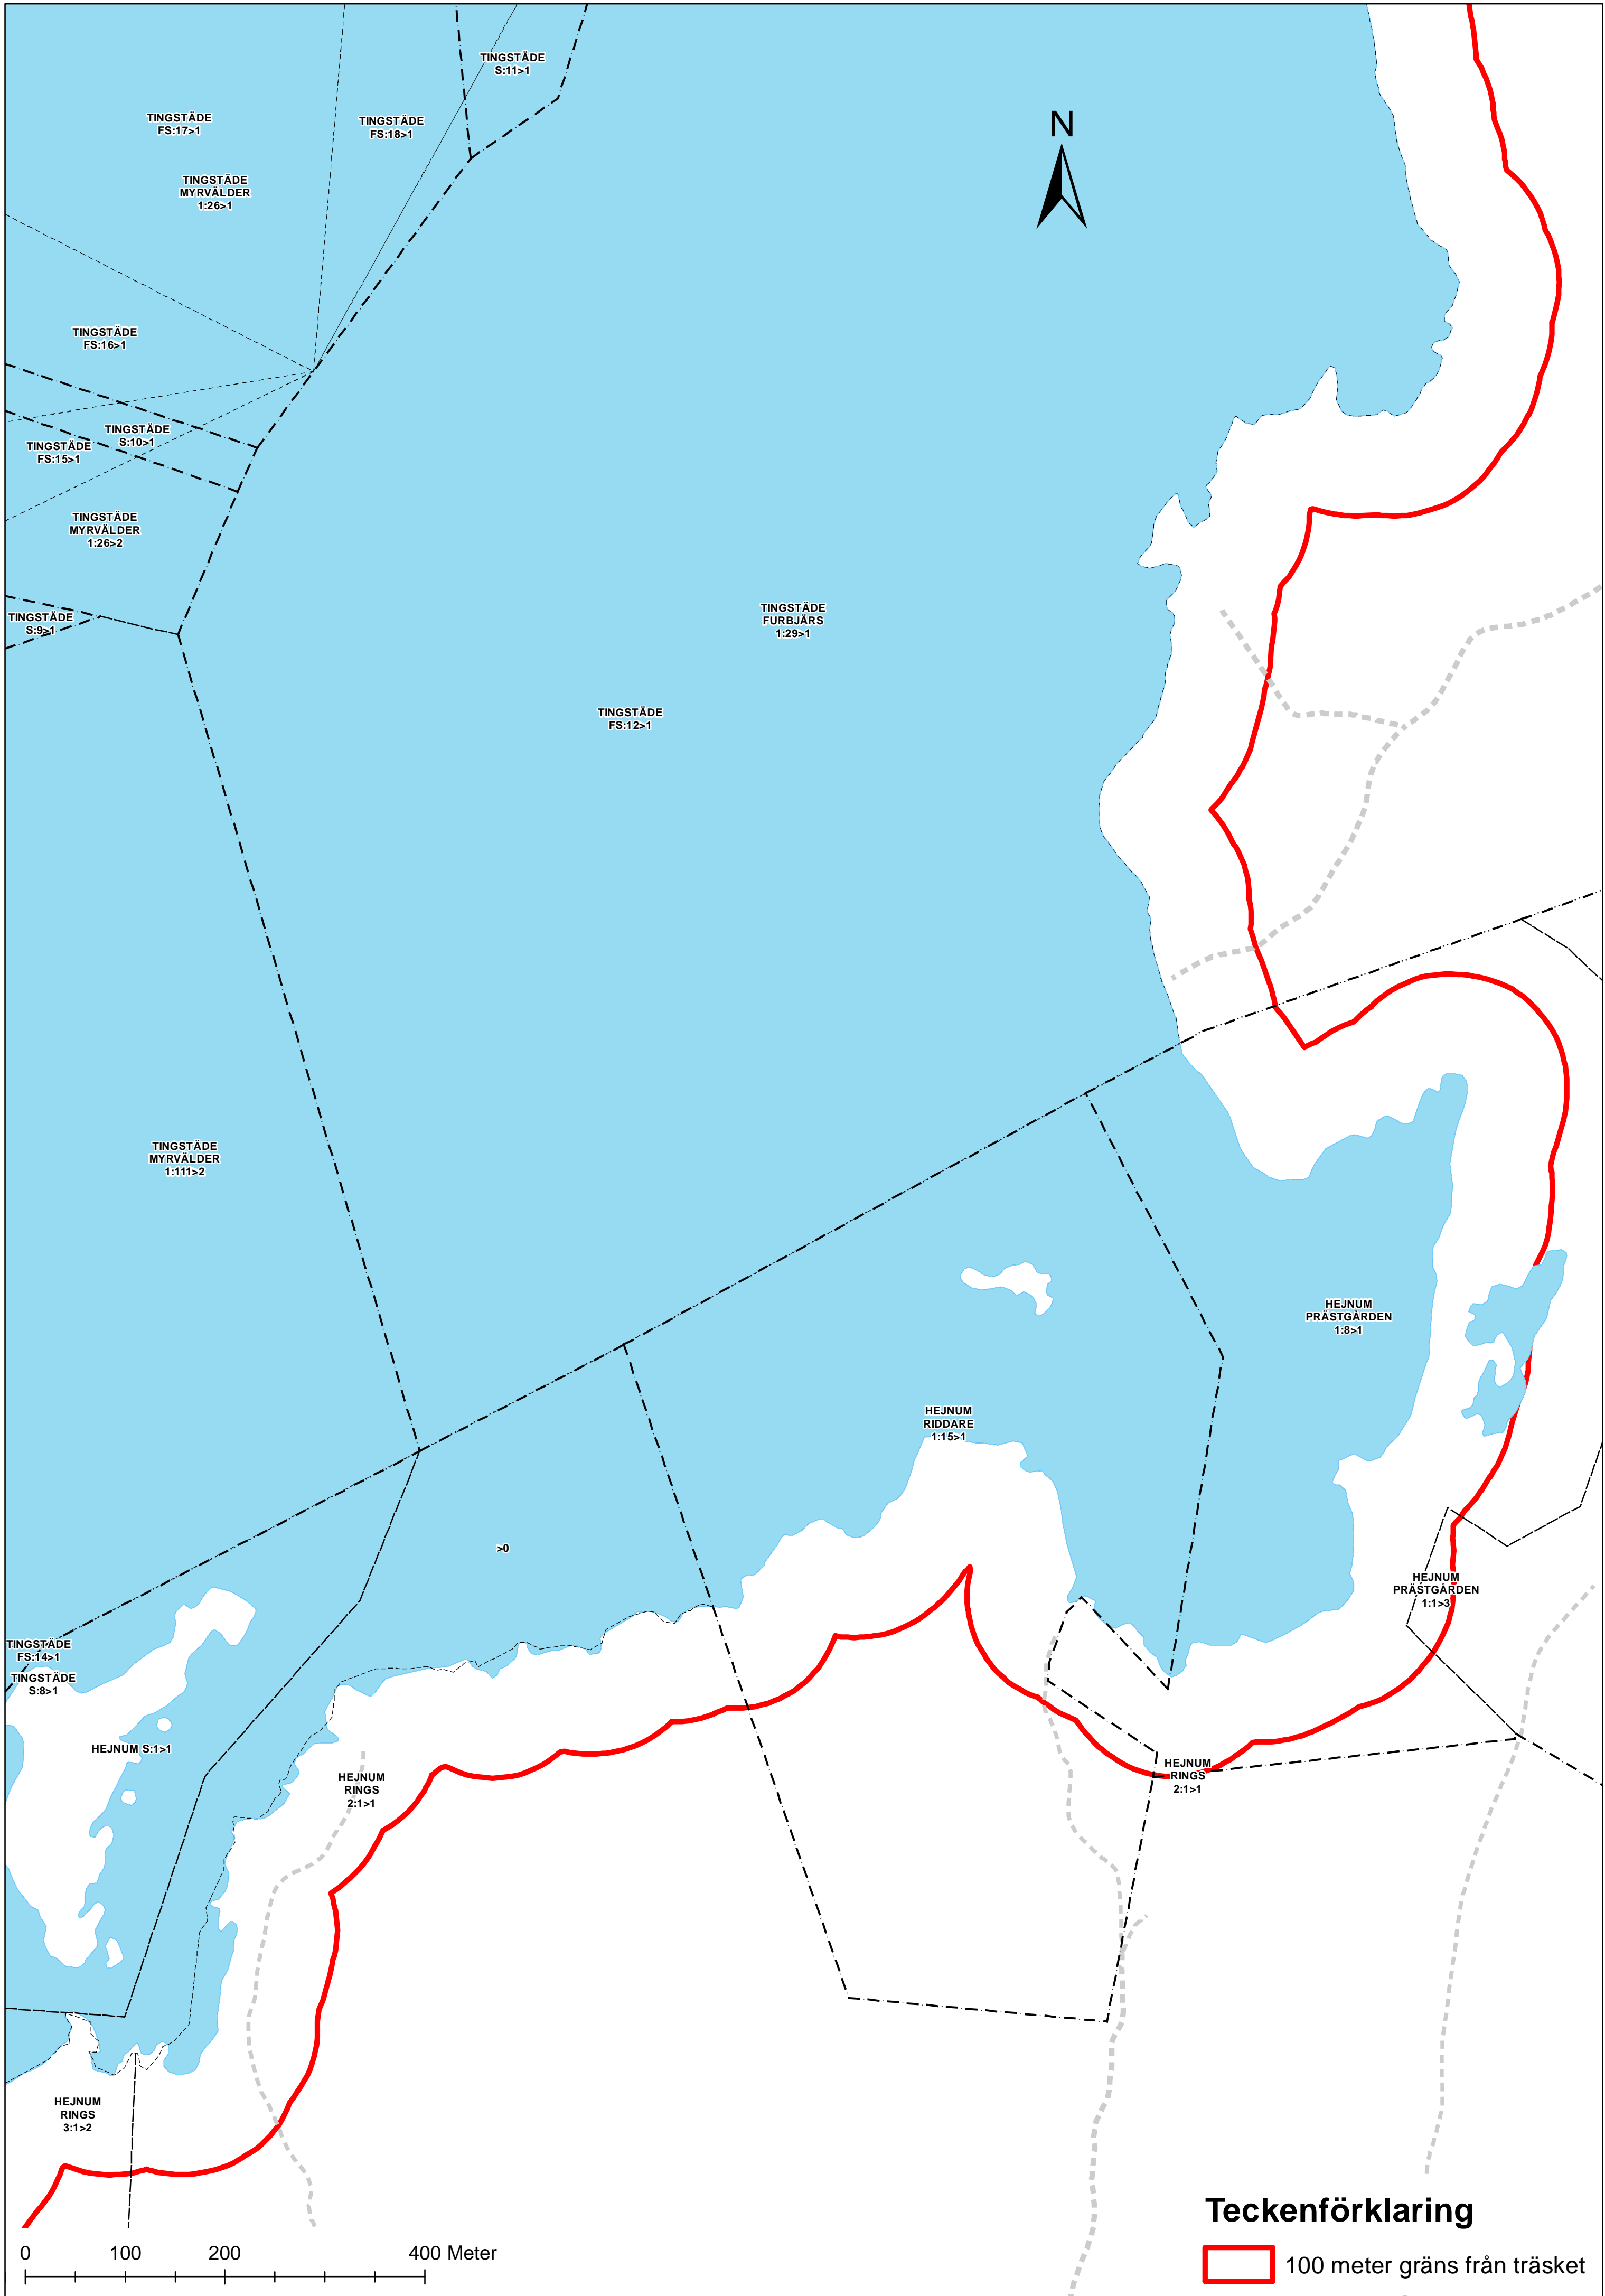 TINGSTÄDE
S:11>1
TINGSTÄDE
FS:17>1
TINGSTÄDE
FS:18>1
N
TINGSTÄDE
MYRVÄLDER
1:26>1
TINGSTÄDE
FS:16>1
TINGSTÄDE
S:10>1
TINGSTÄDE
FS:15>1
TINGSTÄDE
MYRVÄLDER
1:26>2
TINGSTÄDE
S:9>1
TINGSTÄDE
FURBJÄRS
1:29>1
TINGSTÄDE
FS:12>1
TINGSTÄDE
MYRVÄLDER
1:111>2
HEJNUM
PRÄSTGÅRDEN
1:8>1
HEJNUM
RIDDARE
1:15>1
>0
HEJNUM
PRÄSTGÅRDEN
1:1>3
TINGSTÄDE
FS:14>1
TINGSTÄDE
S:8>1
HEJNUM S:1>1
HEJNUM
RINGS
2:1>1
HEJNUM
RINGS
2:1>1
HEJNUM
RINGS
3:1>2
Teckenförklaring
100 meter gräns från träsket
0 100 200 400 Meter